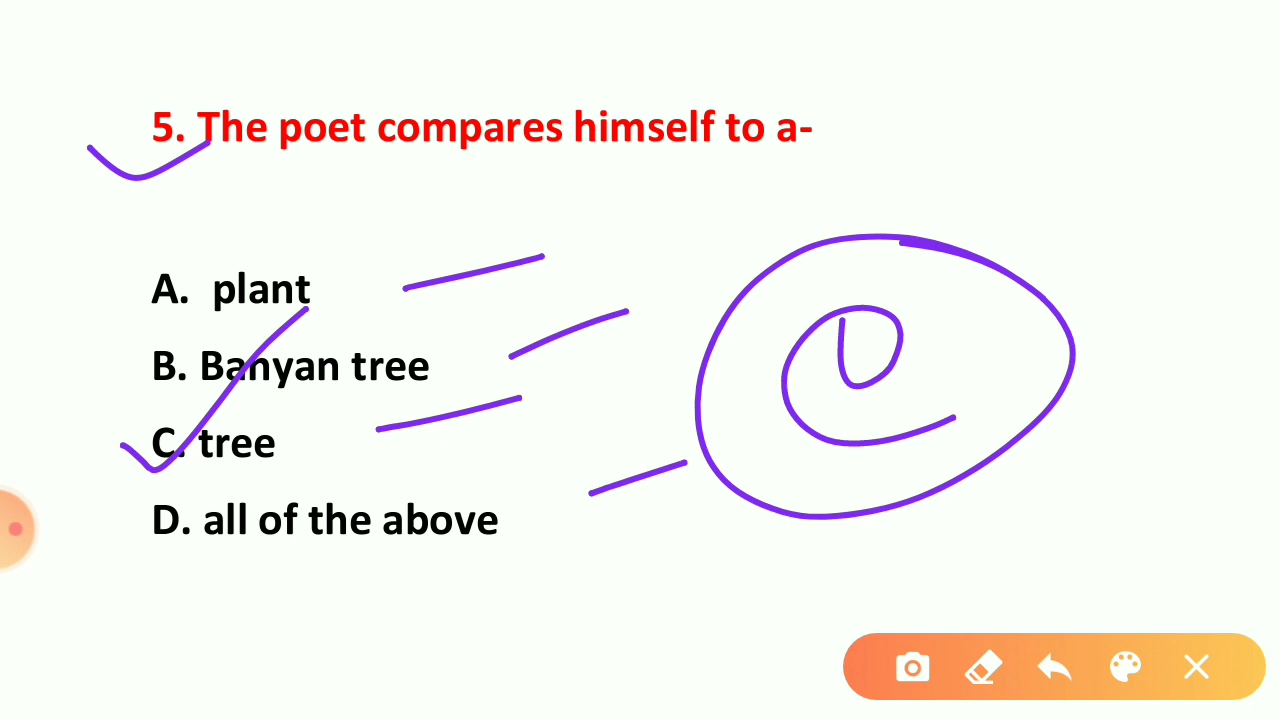 5. The poet compares himself to a-
A. plant
B. Banyan tree
C. tree
D. all of the above